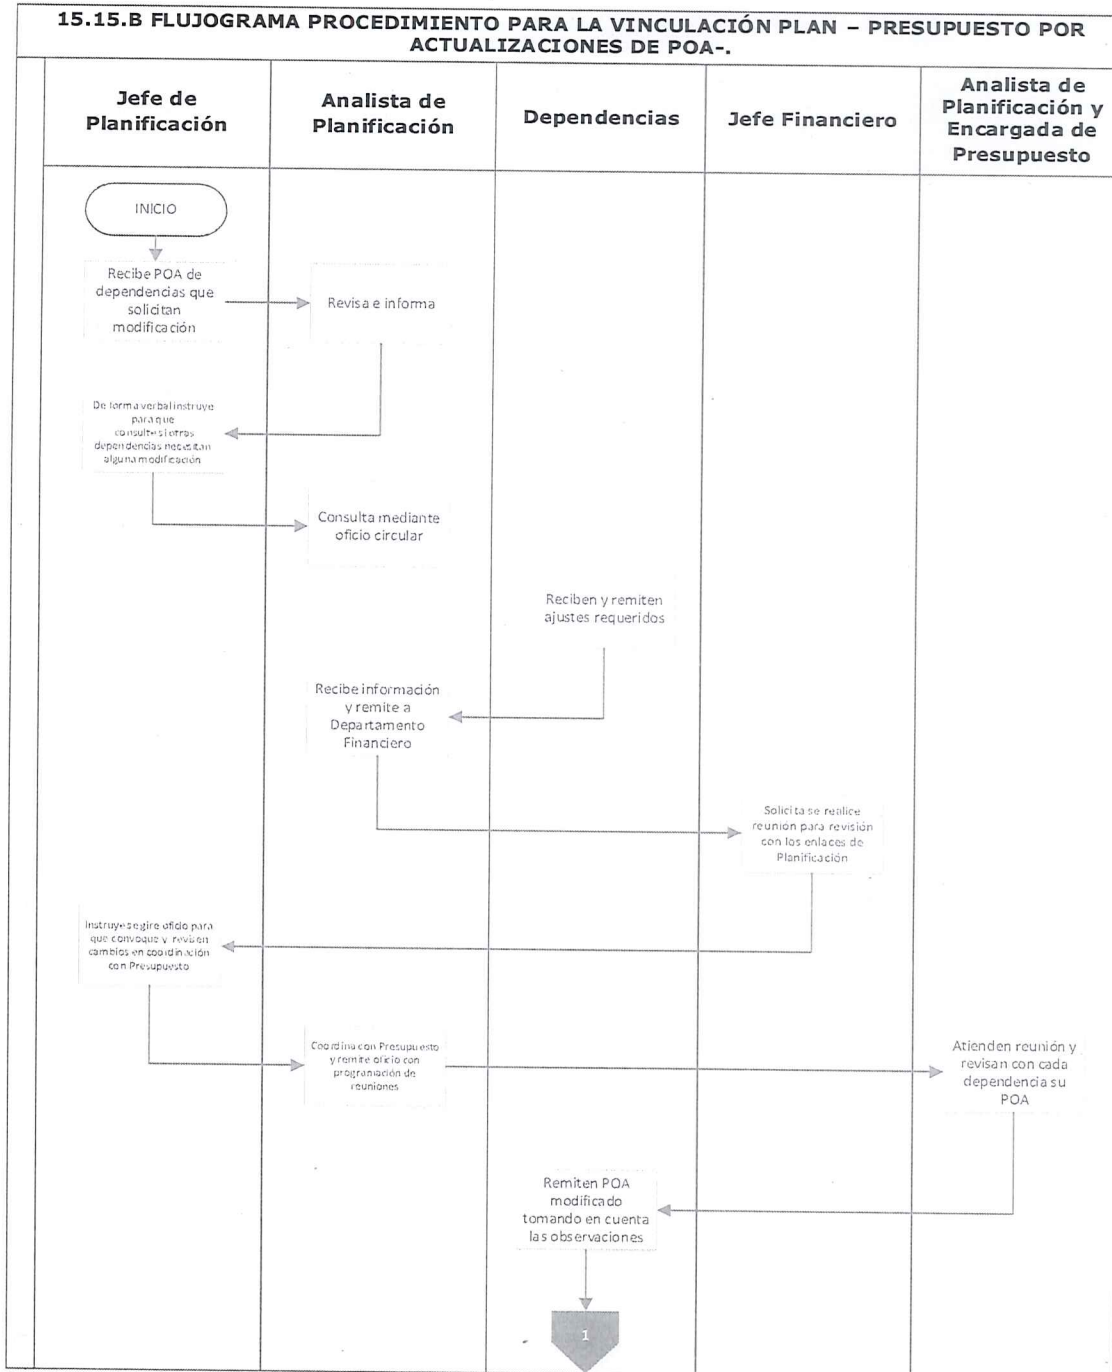 15.15.B FLUJOGRAMA PROCEDIMIENTO PARA LA VINCULACIÓN PLAN – PRESUPUESTO POR
ACTUALIZACIONES DE POA-.
Jefe de
Planificación
Analista de
Planificación
Dependencias
Jefe Financiero
Analista de
Planificación y
Encargada de
Presupuesto
INICIO
Recibe POA de
dependencias que
solicitan
modificación
Revisa e informa
De forma verbal instruye
para que
consulte si otras
dependencias necesitan
alguna modificación
Consulta mediante
oficio circular
Reciben y remiten
ajustes requeridos
Recibe información
y remite a
Departamento
Financiero
Solicita se realice
reunión para revisión
con los enlaces de
Planificación
Instruye se gire oficio para
que convoque y revisen
cambios en coordinación
con Presupuesto
Coordina con Presupuesto
y remite oficio con
programación de
reuniones
Atienden reunión y
revisan con cada
dependencia su
POA
Remiten POA
modificado
tomando en cuenta
las observaciones
1